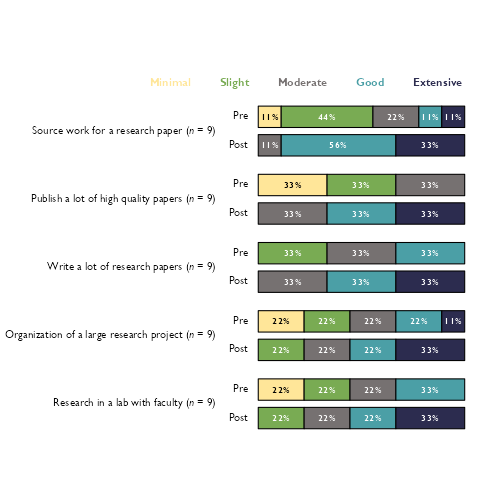 Minimal Slight Moderate Good Extensive
Pre 11% 44% 22% 11% 11%
Source work for a research paper (n = 9)
Post 11% 56% 33%
Pre 33% 33% 33%
Publish a lot of high quality papers (n = 9)
Post 33% 33% 33%
Pre 33% 33% 33%
Write a lot of research papers (n = 9)
Post 33% 33% 33%
Pre 22% 22% 22% 22% 11%
Organization of a large research project (n = 9)
Post 22% 22% 22% 33%
Pre 22% 22% 22% 33%
Research in a lab with faculty (n = 9)
Post 22% 22% 22% 33%